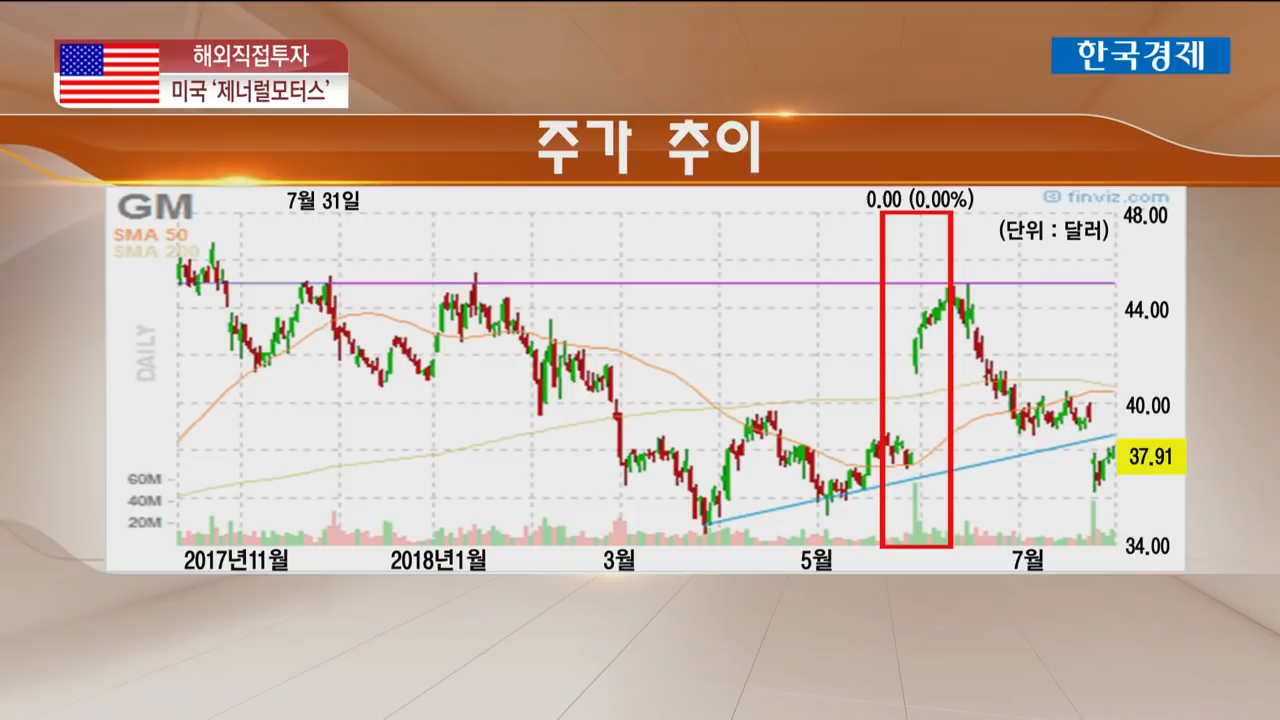 해외직접투자
미국 ‘제너럴모터스’
한국경제
주가 추이
GM
7월 31일
0.00 (0.00%)
finviz.com
SMA 50
SMA 200
(단위 : 달러)
48.00
44.00
40.00
37.91
34.00
DAILY
60M
40M
20M
2017년11월
2018년1월
3월
5월
7월